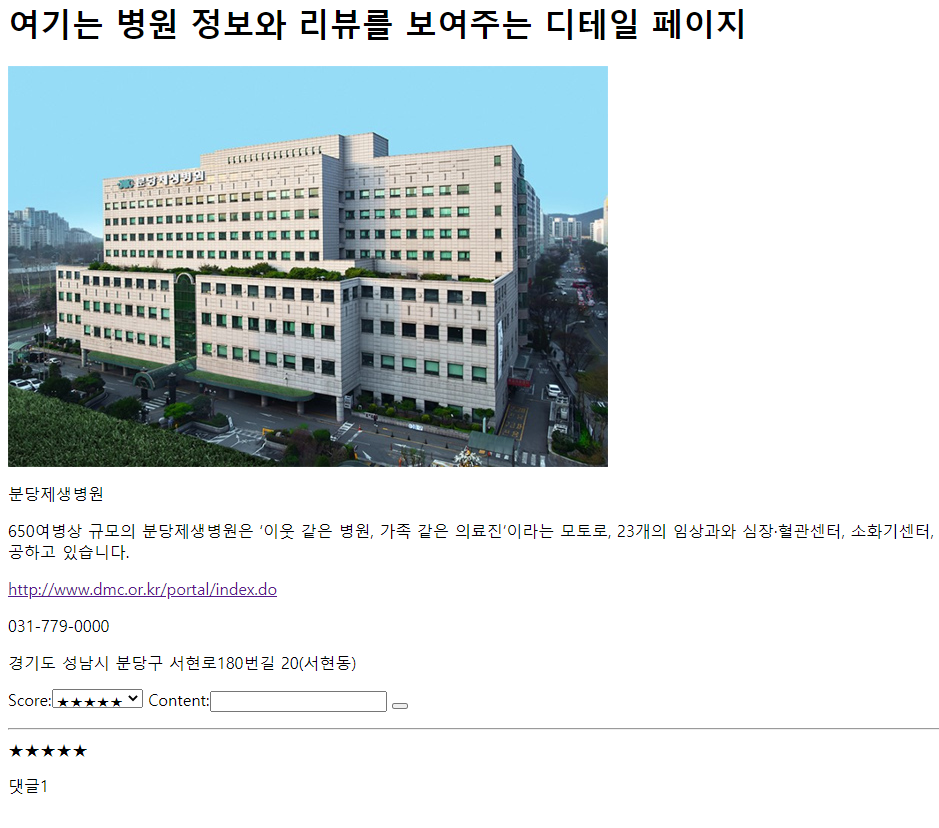 여기는 병원 정보와 리뷰를 보여주는 디테일 페이지
분당제생병원
분당제생병원
650여병상 규모의 분당제생병원은 ‘이웃 같은 병원, 가족 같은 의료진’이라는 모토로, 23개의 임상과와 심장·혈관센터, 소화기센터,
공하고 있습니다.
http://www.dmc.or.kr/portal/index.do
031-779-0000
경기도 성남시 분당구 서현로180번길 20(서현동)
Score: ★★★★★ Content:
★★★★★
댓글1